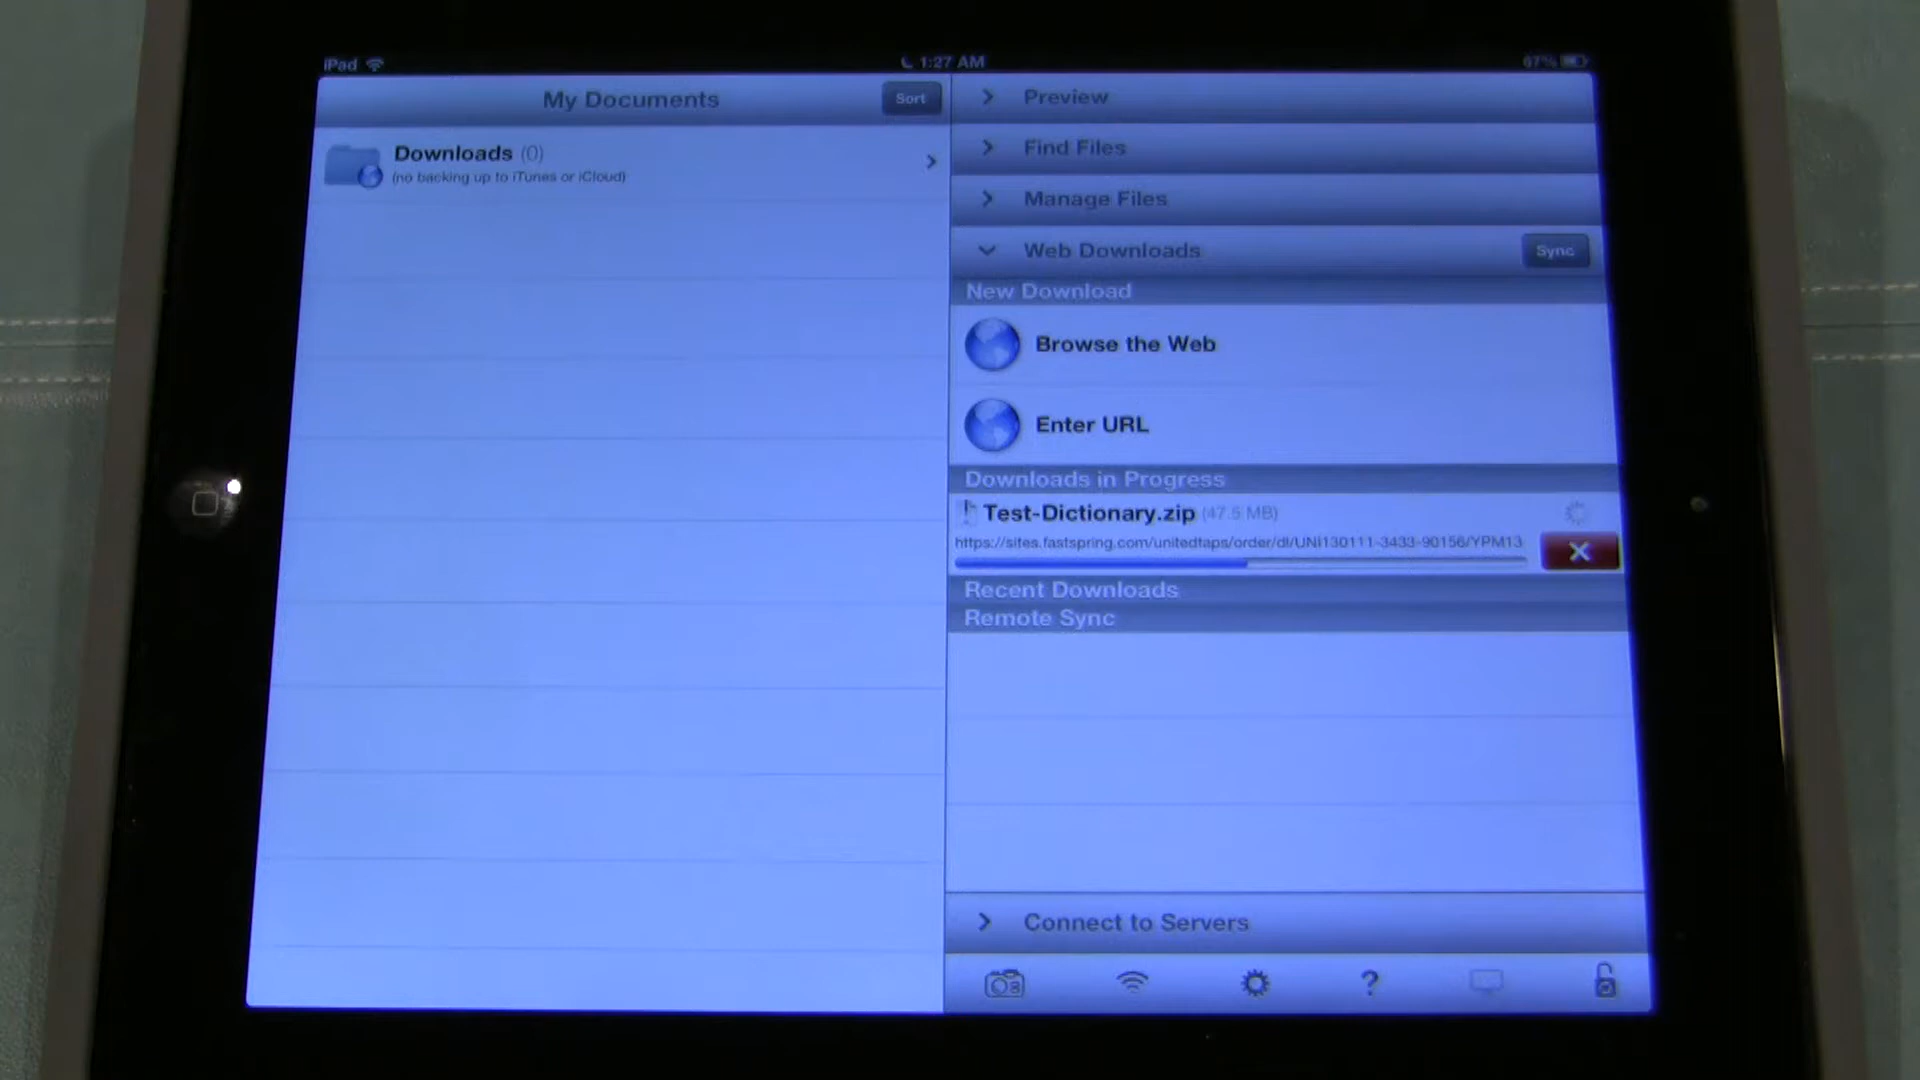 iPad
1:27 AM
67%
My Documents
Sort
Downloads (0)
(no backing up to iTunes or iCloud)
Preview
Find Files
Manage Files
Web Downloads
Sync
New Download
Browse the Web
Enter URL
Downloads in Progress
Test-Dictionary.zip (47.5 MB)
https://sites.fastspring.com/unitedtaps/order/dl/UNI130111-3433-90156/YPM13
Recent Downloads
Remote Sync
Connect to Servers
?